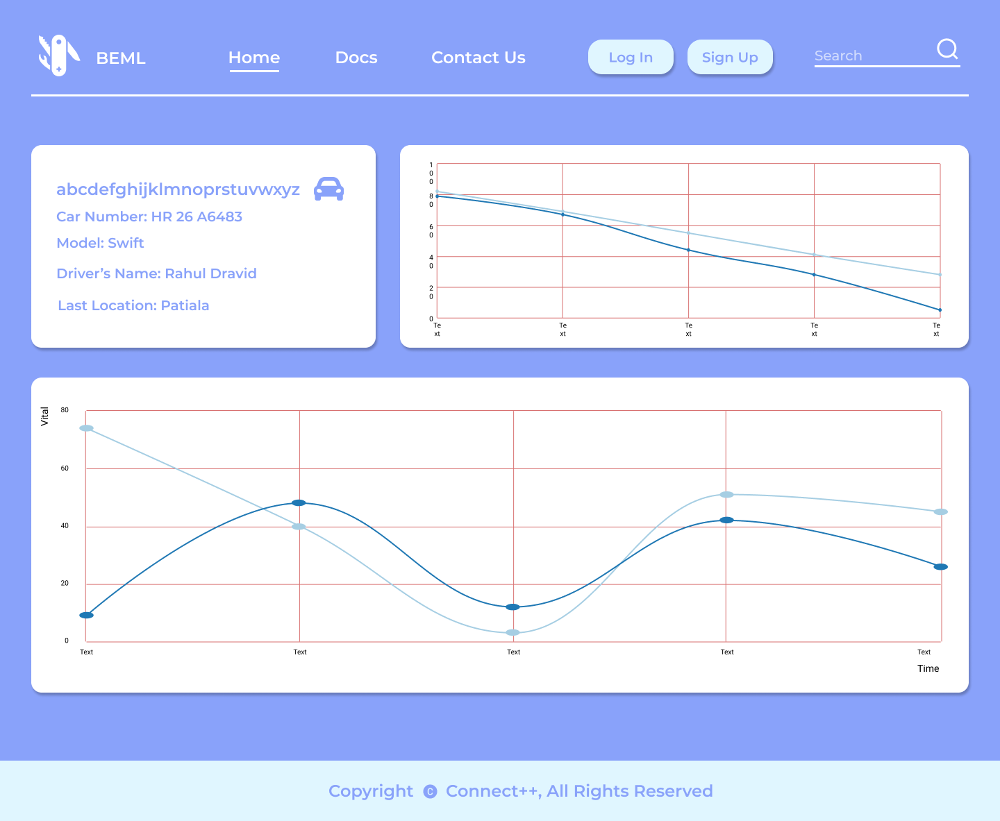 BEML
Home
Docs
Contact Us
Log In
Sign Up
Search
abcdefghijklmnoprstuvwxyz
Car Number: HR 26 A6483
Model: Swift
Driver’s Name: Rahul Dravid
Last Location: Patiala
1
0
0
8
0
6
0
4
0
2
0
0
Te
xt
Te
xt
Te
xt
Te
xt
Te
xt
Vital
80
60
40
20
0
Text
Text
Text
Text
Text
Time
Copyright © Connect++, All Rights Reserved